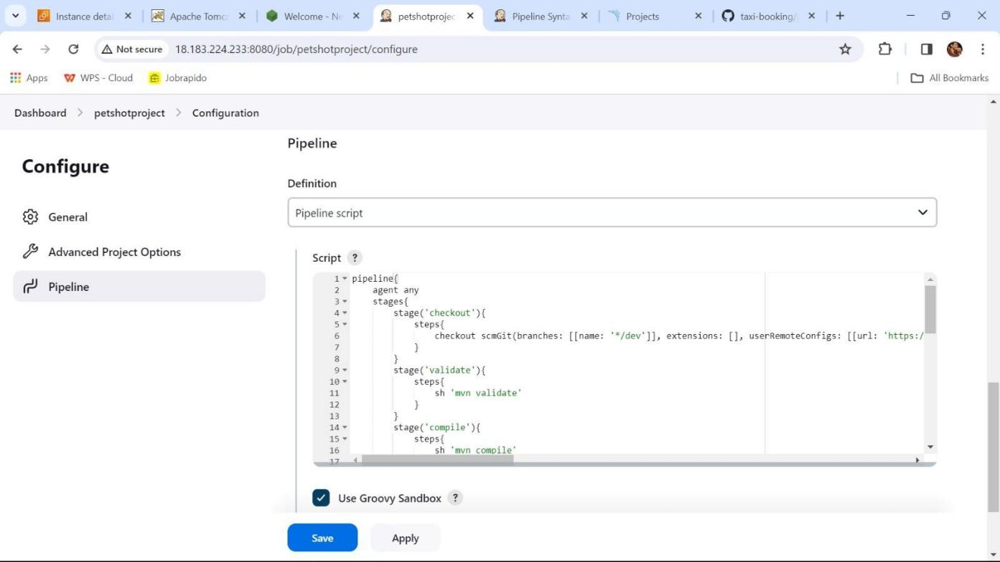 Instance detai
Apache Tomca
Welcome - Ne
petshotprojec
Pipeline Synta
Projects
taxi-booking/p
Not secure
18.183.224.233:8080/job/petshotproject/configure
Apps
WPS - Cloud
Jobrapido
All Bookmarks
Dashboard > petshotproject > Configuration
Configure
General
Advanced Project Options
Pipeline
Pipeline
Definition
Pipeline script
Script ?
1 pipeline{
2 agent any
3 stages{
4 stage('checkout'){
5 steps{
6 checkout scmGit(branches: [[name: '*/dev']], extensions: [], userRemoteConfigs: [[url: 'https:/
7 }
8 }
9 stage('validate'){
10 steps{
11 sh 'mvn validate'
12 }
13 }
14 stage('compile'){
15 steps{
16 sh 'mvn compile'
17
Use Groovy Sandbox ?
Save
Apply